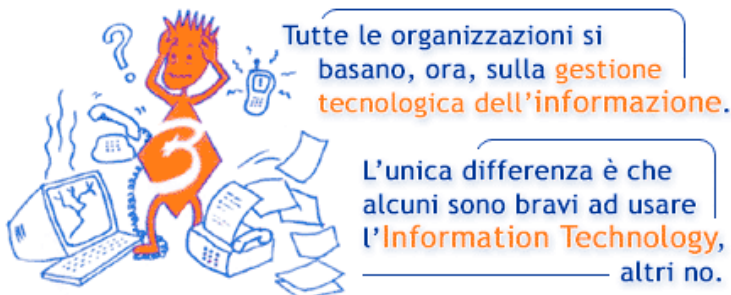 Tutte le organizzazioni si
basano, ora, sulla gestione
tecnologica dell'informazione.
L'unica differenza è che
alcuni sono bravi ad usare
l'Information Technology,
altri no.